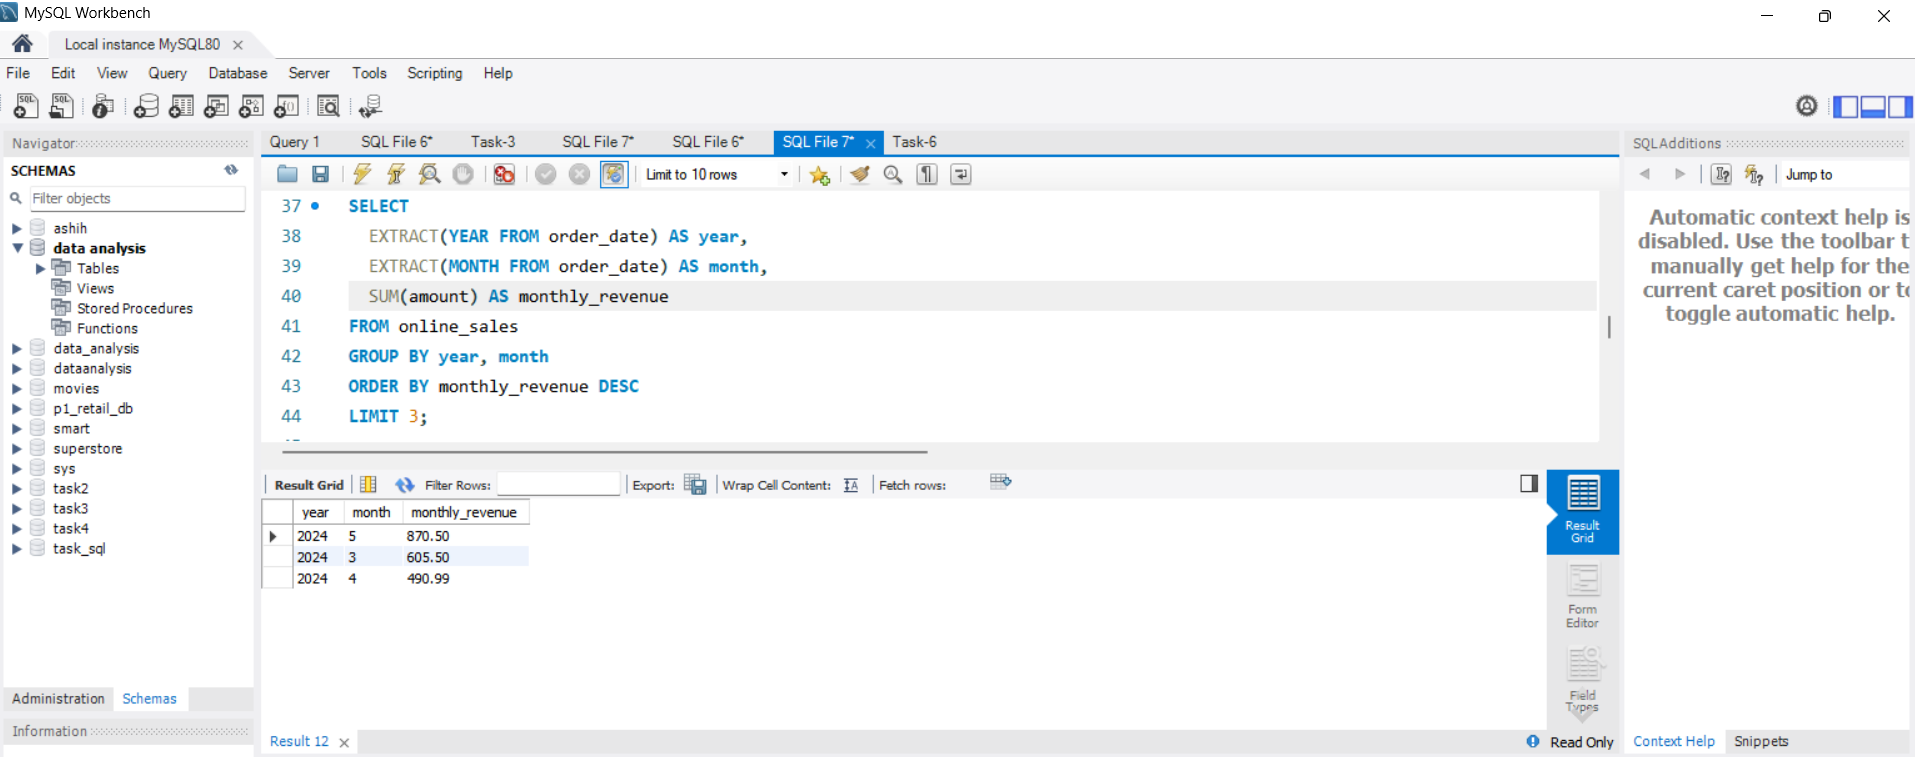 MySQL Workbench
Local instance MySQL80
File Edit View Query Database Server Tools Scripting Help
Navigator
SCHEMAS
Filter objects
ashih
data analysis
Tables
Views
Stored Procedures
Functions
data_analysis
dataanalysis
movies
p1_retail_db
smart
superstore
sys
task2
task3
task4
task_sql
Administration Schemas
Information
Query 1 SQL File 6* Task-3 SQL File 7* SQL File 6* SQL File 7* Task-6
Limit to 10 rows
37 SELECT
38 EXTRACT(YEAR FROM order_date) AS year,
39 EXTRACT(MONTH FROM order_date) AS month,
40 SUM(amount) AS monthly_revenue
41 FROM online_sales
42 GROUP BY year, month
43 ORDER BY monthly_revenue DESC
44 LIMIT 3;
Result Grid Filter Rows: Export: Wrap Cell Content: Fetch rows:
year month monthly_revenue
2024 5 870.50
2024 3 605.50
2024 4 490.99
Result
Grid
Form
Editor
Field
Types
Result 12
Read Only
SQLAdditions
Jump to
Automatic context help is
disabled. Use the toolbar t
manually get help for the
current caret position or to
toggle automatic help.
Context Help Snippets